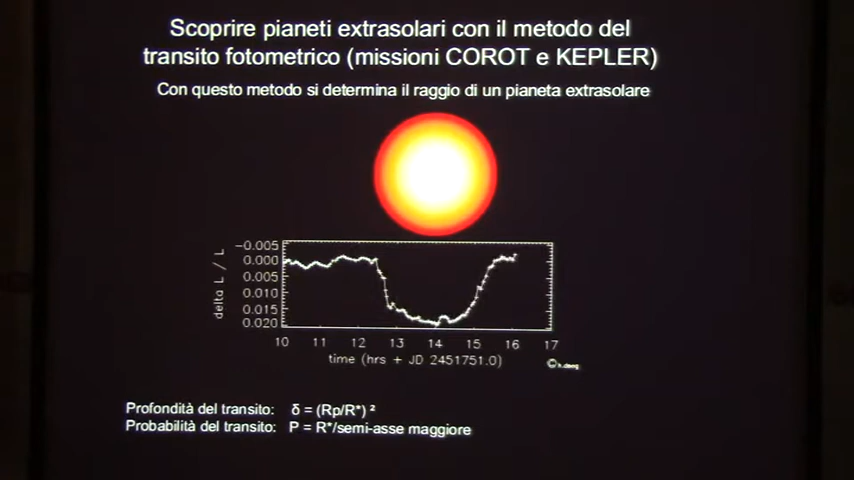 Scoprire pianeti extrasolari con il metodo del
transito fotometrico (missioni COROT e KEPLER)
Con questo metodo si determina il raggio di un pianeta extrasolare
-0.005
0.000
0.005
0.010
0.015
0.020
delta L / L
10 11 12 13 14 15 16 17
time (hrs + JD 2451751.0)
©h.deeg
Profondità del transito: δ = (Rp/R*) ²
Probabilità del transito: P = R*/semi-asse maggiore